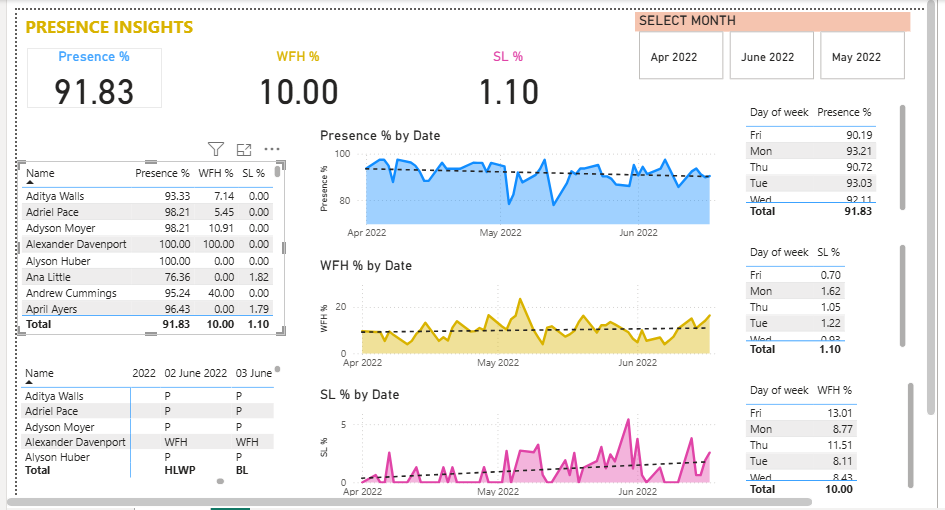 PRESENCE INSIGHTS
SELECT MONTH
Presence %
WFH %
SL %
91.83
10.00
1.10
Apr 2022
June 2022
May 2022
Name Presence % WFH % SL %
Aditya Walls 93.33 7.14 0.00
Adriel Pace 98.21 5.45 0.00
Adyson Moyer 98.21 10.91 0.00
Alexander Davenport 100.00 100.00 0.00
Alyson Huber 100.00 0.00 0.00
Ana Little 76.36 0.00 1.82
Andrew Cummings 95.24 40.00 0.00
April Ayers 96.43 0.00 1.79
Total 91.83 10.00 1.10
Name 2022 02 June 2022 03 June
Aditya Walls P P
Adriel Pace P P
Adyson Moyer P P
Alexander Davenport WFH WFH
Alyson Huber P P
Total HLWP BL
Presence % by Date
Presence %
100
80
Apr 2022 May 2022 Jun 2022
WFH % by Date
WFH %
20
0
Apr 2022 May 2022 Jun 2022
SL % by Date
SL %
5
0
Apr 2022 May 2022 Jun 2022
Day of week Presence %
Fri 90.19
Mon 93.21
Thu 90.72
Tue 93.03
Wed 92.11
Total 91.83
Day of week SL %
Fri 0.70
Mon 1.62
Thu 1.05
Tue 1.22
Wed 0.93
Total 1.10
Day of week WFH %
Fri 13.01
Mon 8.77
Thu 11.51
Tue 8.11
Wed 8.43
Total 10.00